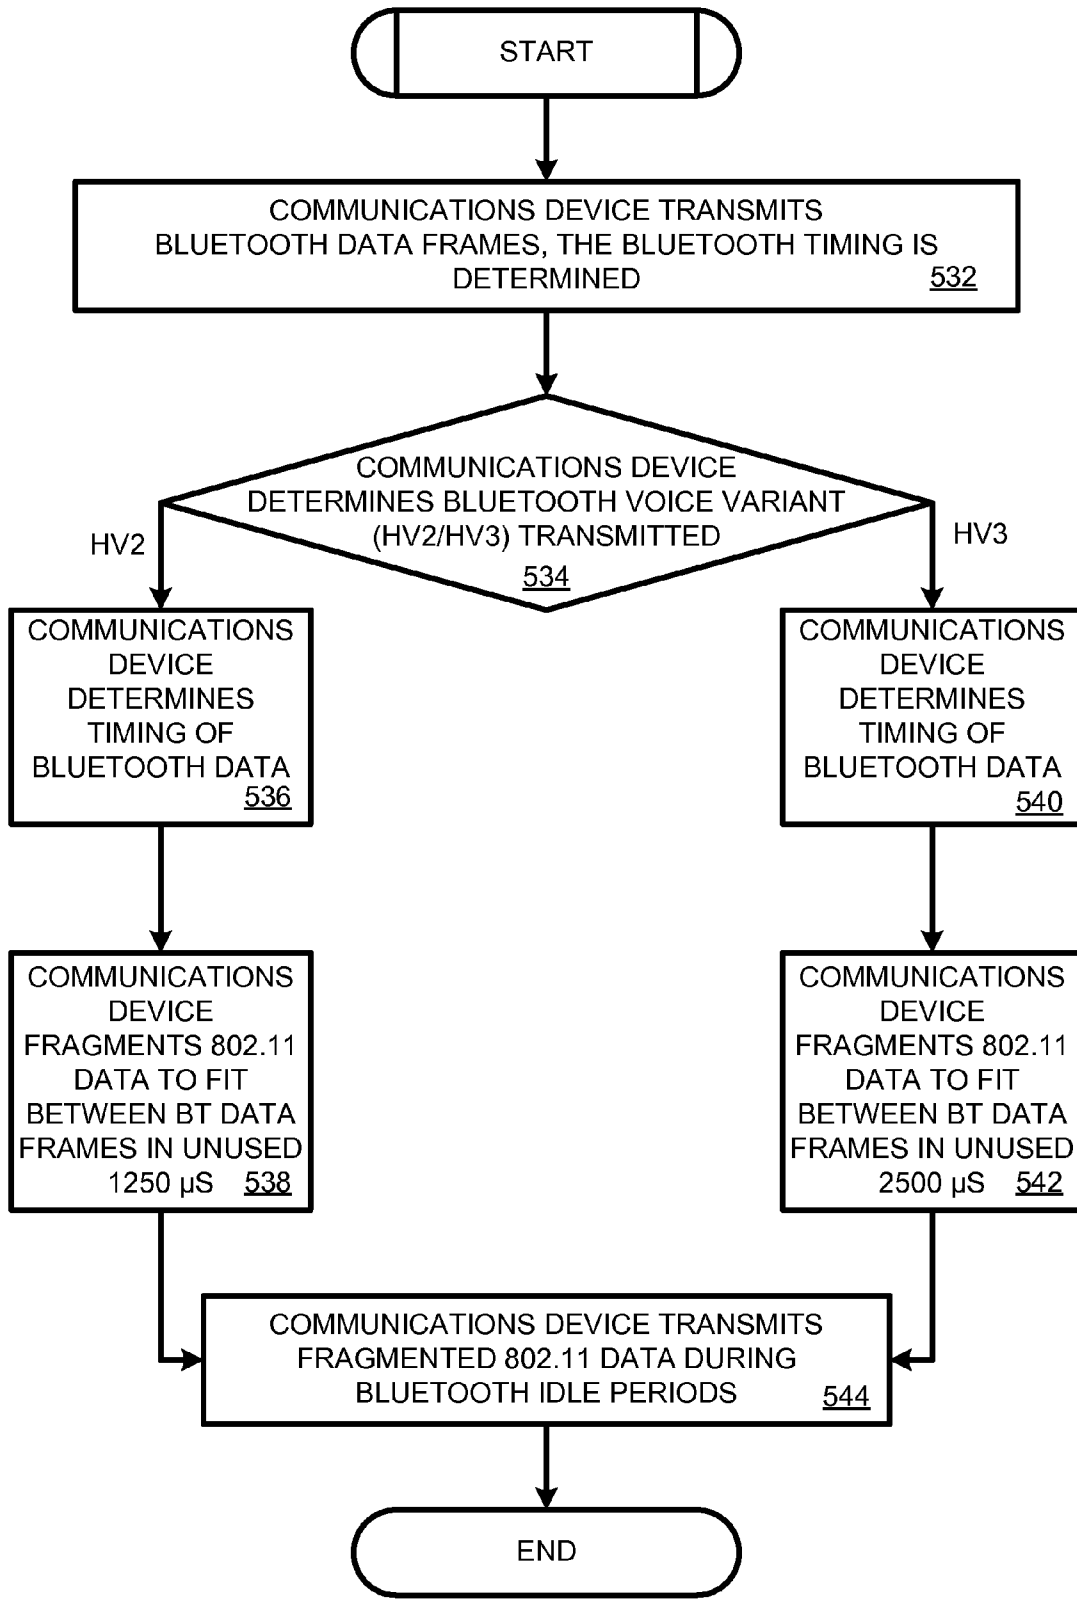 START
COMMUNICATIONS DEVICE TRANSMITS
BLUETOOTH DATA FRAMES, THE BLUETOOTH TIMING IS
DETERMINED
532
COMMUNICATIONS DEVICE
DETERMINES BLUETOOTH VOICE VARIANT
(HV2/HV3) TRANSMITTED
534
HV2
HV3
COMMUNICATIONS
DEVICE
DETERMINES
TIMING OF
BLUETOOTH DATA
536
COMMUNICATIONS
DEVICE
DETERMINES
TIMING OF
BLUETOOTH DATA
540
COMMUNICATIONS
DEVICE
FRAGMENTS 802.11
DATA TO FIT
BETWEEN BT DATA
FRAMES IN UNUSED
1250 µS 538
COMMUNICATIONS
DEVICE
FRAGMENTS 802.11
DATA TO FIT
BETWEEN BT DATA
FRAMES IN UNUSED
2500 µS 542
COMMUNICATIONS DEVICE TRANSMITS
FRAGMENTED 802.11 DATA DURING
BLUETOOTH IDLE PERIODS
544
END